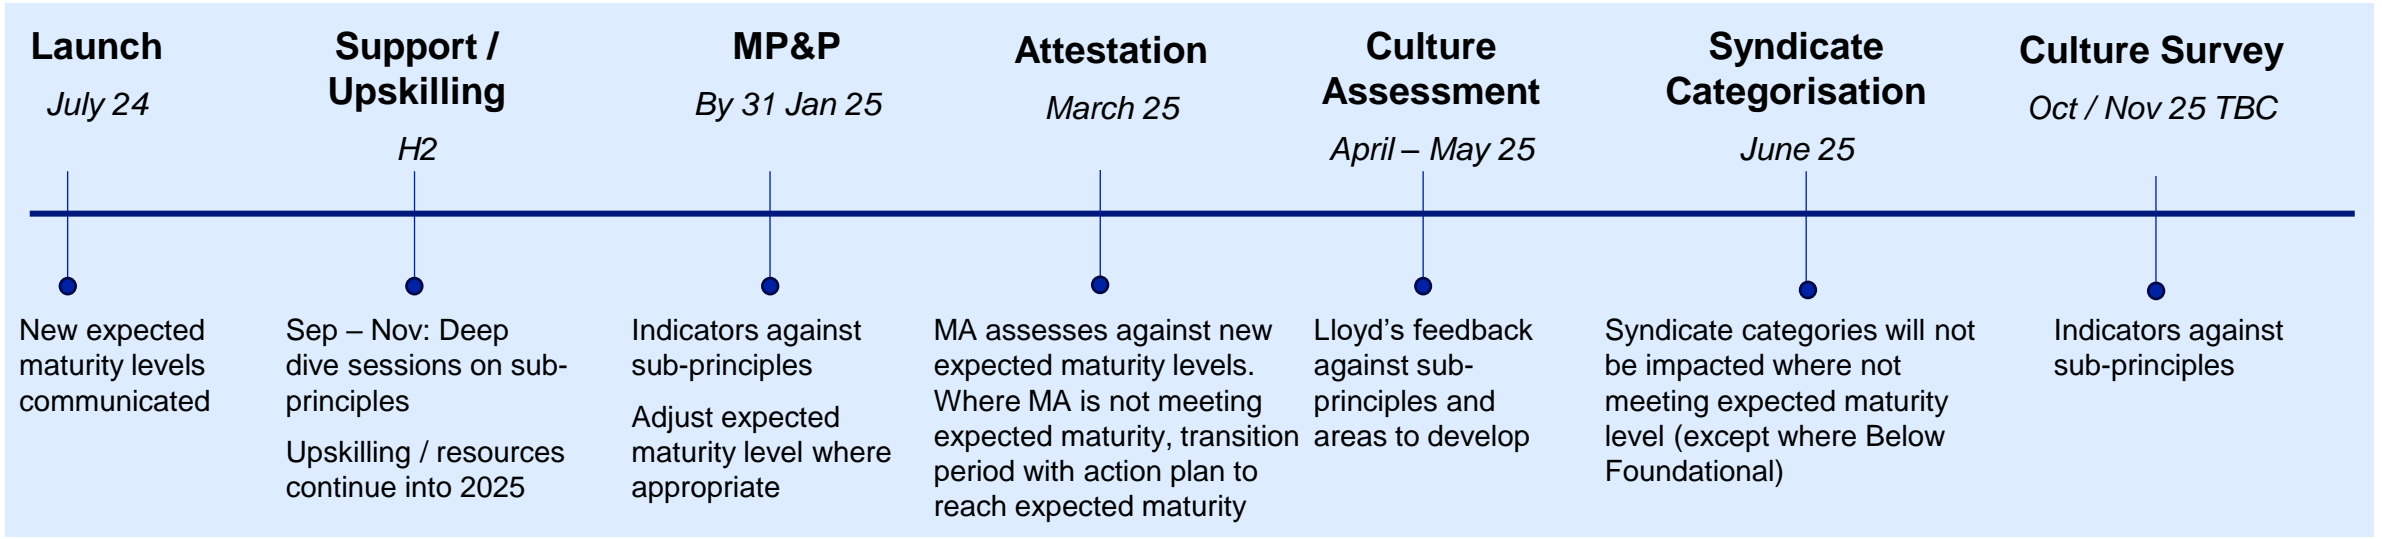 Launch
July 24
New expected
maturity levels
communicated
Support /
Upskilling
H2
Sep – Nov: Deep
dive sessions on sub-
principles
Upskilling / resources
continue into 2025
MP&P
By 31 Jan 25
Indicators against
sub-principles
Adjust expected
maturity level where
appropriate
Attestation
March 25
MA assesses against new
expected maturity levels.
Where MA is not meeting
expected maturity, transition
period with action plan to
reach expected maturity
Culture
Assessment
April – May 25
Lloyd’s feedback
against sub-
principles and
areas to develop
Syndicate
Categorisation
June 25
Syndicate categories will not
be impacted where not
meeting expected maturity
level (except where Below
Foundational)
Culture Survey
Oct / Nov 25 TBC
Indicators against
sub-principles